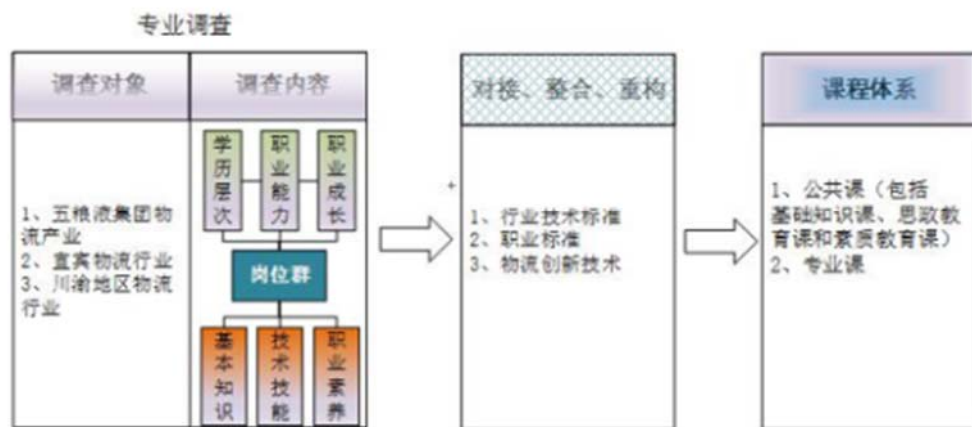 专业调查
调查对象
调查内容
1、五粮液集团物
流产业
2、宜宾物流行业
3、川渝地区物流
行业
学历层次
职业能力
职业成长
岗位群
基本知识
技术技能
职业素养
对接、整合、重构
1、行业技术标准
2、职业标准
3、物流创新技术
课程体系
1、公共课（包括
基础知识课、思政教
育课和素质教育课）
2、专业课